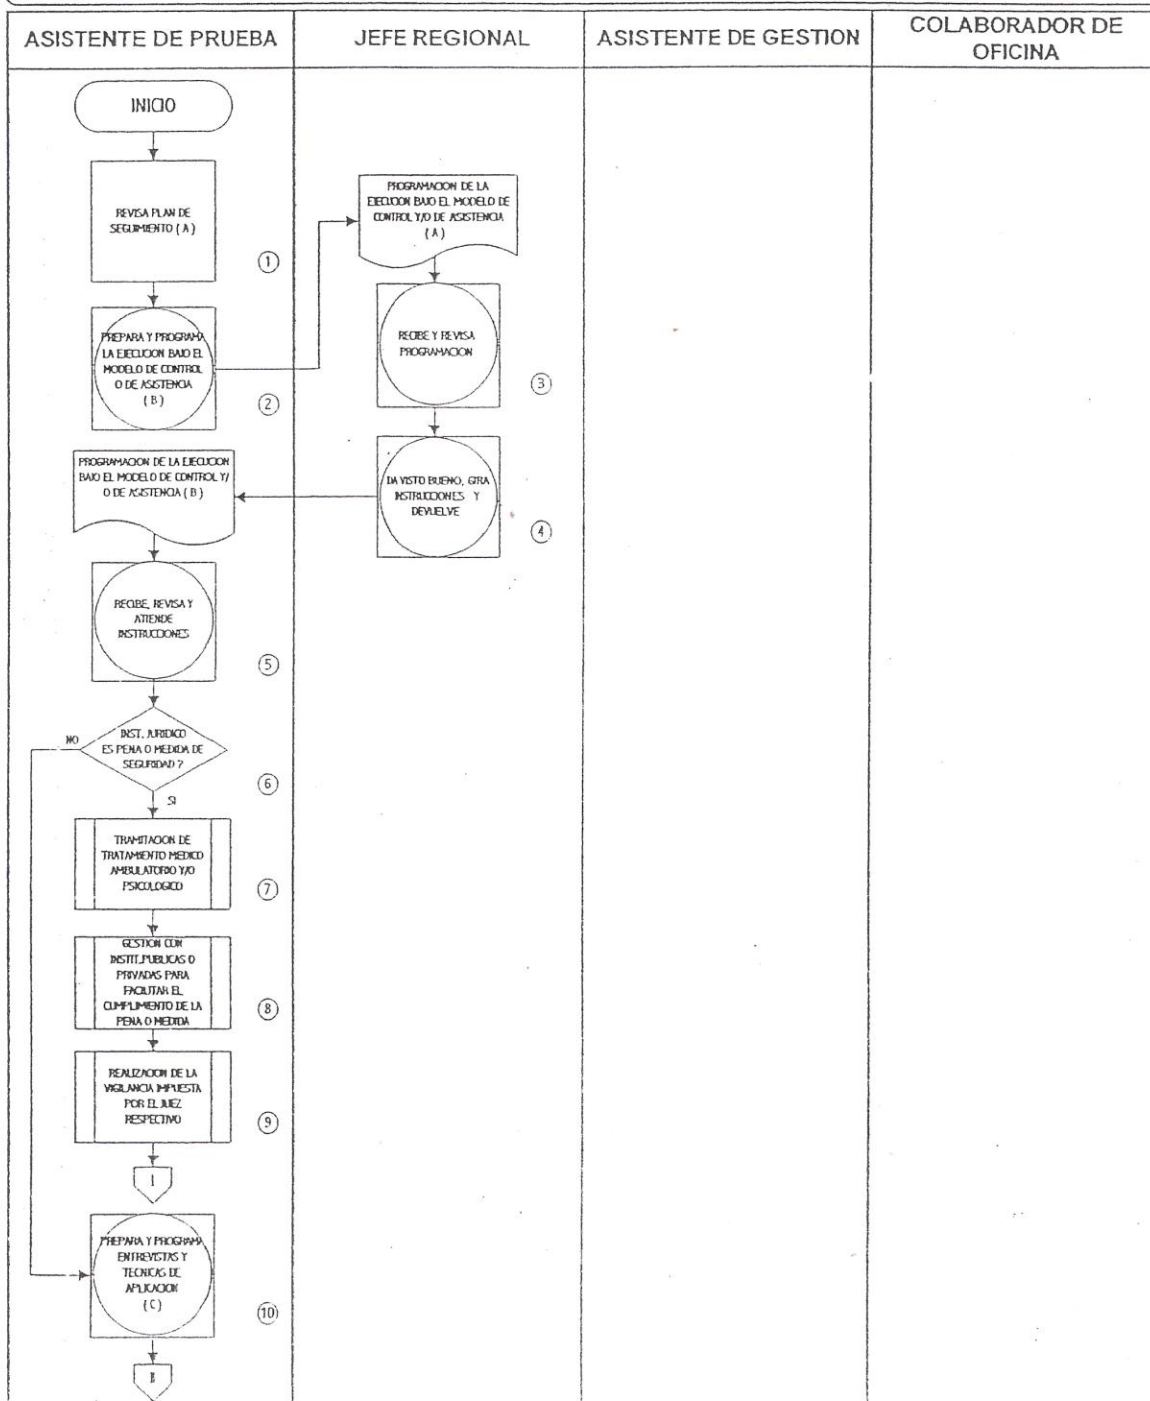 ASISTENTE DE PRUEBA
JEFE REGIONAL
ASISTENTE DE GESTION
COLABORADOR DE
OFICINA
INICIO
REVISA PLAN DE
SEGUIMIENTO ( A )
1
PREPARA Y PROGRAMA
LA EJECUCION BAJO EL
MODELO DE CONTROL
O DE ASISTENCIA
( B )
2
PROGRAMACION DE LA
EJECUCION BAJO EL MODELO DE
CONTROL Y/O DE ASISTENCIA
( A )
RECIBE Y REVISA
PROGRAMACION
3
DA VISTO BUENO, GIRA
INSTRUCCIONES Y
DEVUELVE
4
PROGRAMACION DE LA EJECUCION
BAJO EL MODELO DE CONTROL Y/
O DE ASISTENCIA ( B )
RECIBE, REVISA Y
ATIENDE
INSTRUCCIONES
5
NO
INST. JURIDICO
ES PENA O MEDIDA DE
SEGURIDAD ?
6
SI
TRAMITACION DE
TRATAMIENTO MEDICO
AMBULATORIO Y/O
PSICOLOGICO
7
GESTION CON
INSTIT.PUBLICAS O
PRIVADAS PARA
FACILITAR EL
CUMPLIMIENTO DE LA
PENA O MEDIDA
8
REALIZACION DE LA
VIGILANCIA IMPUESTA
POR EL JUEZ
RESPECTIVO
9
1
PREPARA Y PROGRAMA
ENTREVISTAS Y
TECNICAS DE
APLICACION
( C )
10